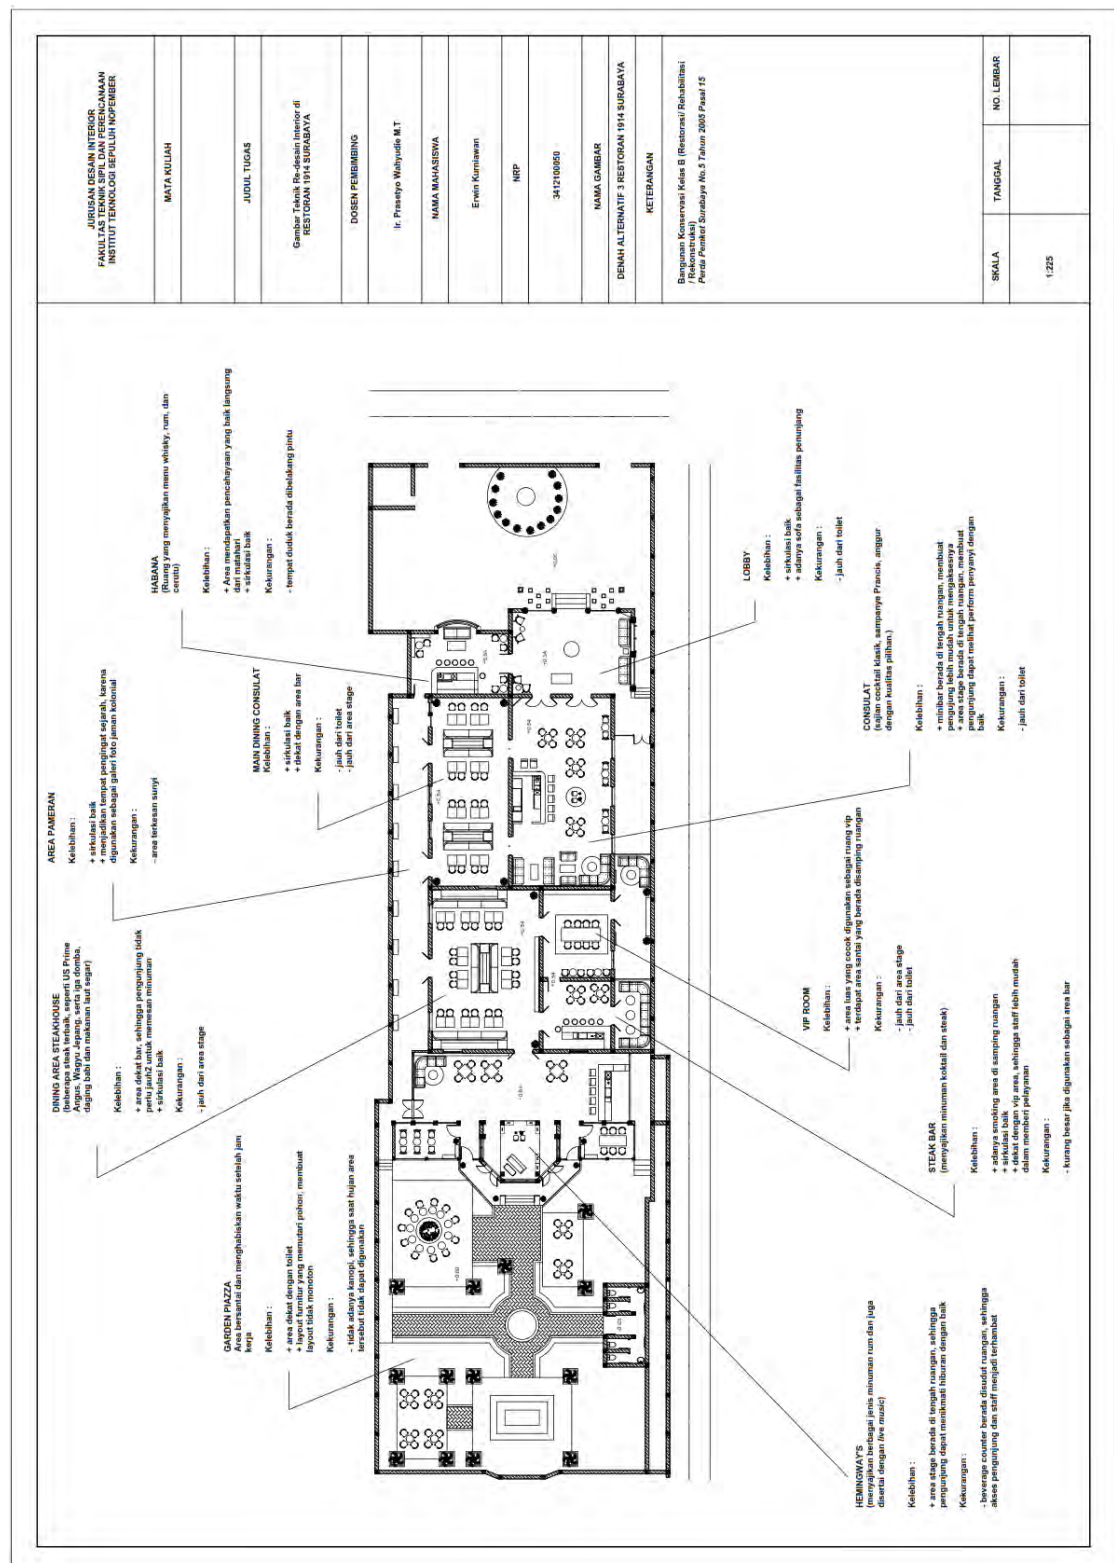 JURUSAN DESAIN INTERIOR
FAKULTAS TEKNIK SIPIL DAN PERENCANAAN
INSTITUT TEKNOLOGI SEPULUH NOPEMBER
MATA KULIAH
JUDUL TUGAS
Gambar Teknik Re-desain Interior di
RESTORAN 1914 SURABAYA
DOSEN PEMBIMBING
Ir. Prasetyo Wahyudie M.T
NAMA MAHASISWA
Erwin Kurniawan
NRP
3412100050
NAMA GAMBAR
DENAH ALTERNATIF 3 RESTORAN 1914 SURABAYA
KETERANGAN
Bangunan Konservasi Kelas B (Restorasi/ Rehabilitasi
/ Rekonstruksi)
Perda Pemkot Surabaya No.5 Tahun 2005 Pasal 15
SKALA
TANGGAL
NO. LEMBAR
1:225
DINING AREA STEAKHOUSE
(beberapa steak terbaik, seperti US Prime
Angus, Wagyu Jepang, serta iga domba,
daging babi dan makanan laut segar)
Kelebihan :
+ area dekat bar, sehingga pengunjung tidak
perlu jauh2 untuk memesan minuman
+ sirkulasi baik
Kekurangan :
- jauh dari area stage
AREA PAMERAN
Kelebihan :
+ sirkulasi baik
+ menjadikan tempat pengingat sejarah, karena
digunakan sebagai galeri foto jaman kolonial
Kekurangan :
- area terkesan sunyi
HABANA
(Ruang yang menyajikan menu whisky, rum, dan
cerutu)
Kelebihan :
+ Area mendapatkan pencahayaan yang baik langsung
dari matahari
+ sirkulasi baik
Kekurangan :
- tempat duduk berada dibelakang pintu
MAIN DINING CONSULAT
Kelebihan :
+ sirkulasi baik
+ dekat dengan area bar
Kekurangan :
- jauh dari toilet
- jauh dari area stage
GARDEN PIAZZA
Area bersantai dan menghabiskan waktu setelah jam
kerja
Kelebihan :
+ area dekat dengan toilet
+ layout furnitur yang memutari pohon, membuat
layout tidak monoton
Kekurangan :
- tidak adanya kanopi, sehingga saat hujan area
tersebut tidak dapat digunakan
LOBBY
Kelebihan :
+ sirkulasi baik
+ adanya sofa sebagai fasilitas penunjang
Kekurangan :
- jauh dari toilet
VIP ROOM
Kelebihan :
+ area luas yang cocok digunakan sebagai ruang vip
+ terdapat area santai yang berada disamping ruangan
Kekurangan :
- jauh dari area stage
- jauh dari toilet
CONSULAT
(sajian cocktail klasik, sampanye Prancis, anggur
dengan kualitas pilihan.)
Kelebihan :
+ minibar berada di tengah ruangan, membuat
pengujung lebih mudah untuk mengaksesnya
+ area stage berada di tengah ruangan, membuat
pengunjung dapat melihat perform penyanyi dengan
baik
Kekurangan :
- jauh dari toilet
HEMINGWAY'S
(menyajikan berbagai jenis minuman rum dan juga
disertai dengan live music)
Kelebihan :
+ area stage berada di tengah ruangan, sehingga
pengunjung dapat menikmati hiburan dengan baik
Kekurangan :
- beverage counter berada disudut ruangan, sehingga
akses pengunjung dan staff menjadi terhambat
STEAK BAR
(menyajikan minuman koktail dan steak)
Kelebihan :
+ adanya smoking area di samping ruangan
+ sirkulasi baik
+ dekat dengan vip area, sehingga staff lebih mudah
dalam memberi pelayanan
Kekurangan :
- kurang besar jika digunakan sebagai area bar